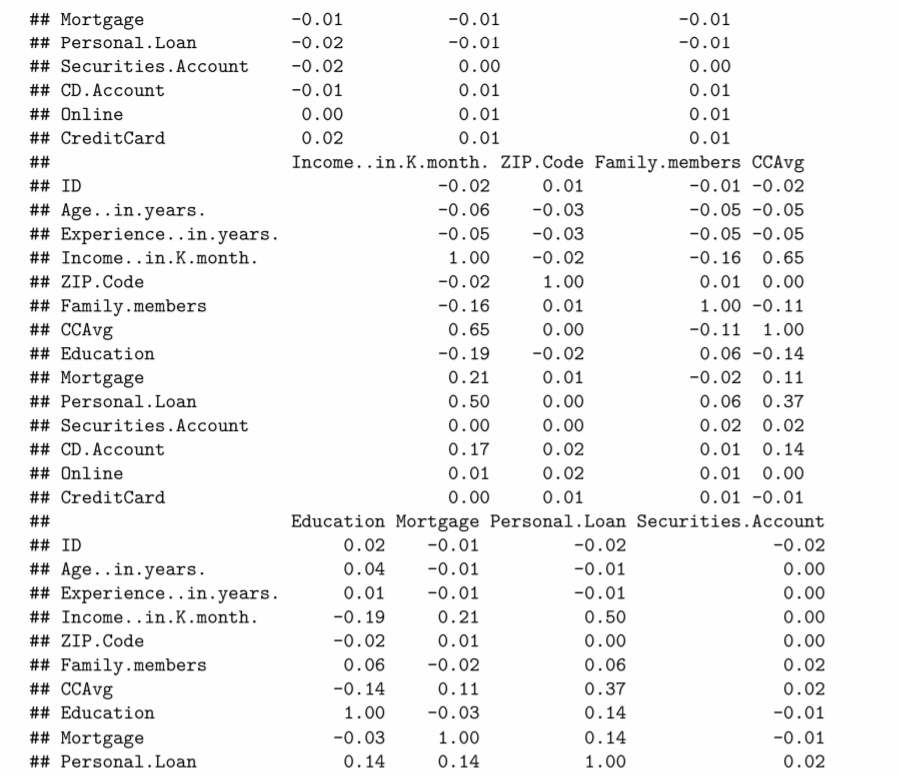 ## Mortgage -0.01 -0.01 -0.01
## Personal.Loan -0.02 -0.01 -0.01
## Securities.Account -0.02 0.00 0.00
## CD.Account -0.01 0.01 0.01
## Online 0.00 0.01 0.01
## CreditCard 0.02 0.01 0.01
## Income..in.K.month. ZIP.Code Family.members CCAvg
## ID -0.02 0.01 -0.01 -0.02
## Age..in.years. -0.06 -0.03 -0.05 -0.05
## Experience..in.years. -0.05 -0.03 -0.05 -0.05
## Income..in.K.month. 1.00 -0.02 -0.16 0.65
## ZIP.Code -0.02 1.00 0.01 0.00
## Family.members -0.16 0.01 1.00 -0.11
## CCAvg 0.65 0.00 -0.11 1.00
## Education -0.19 -0.02 0.06 -0.14
## Mortgage 0.21 0.01 -0.02 0.11
## Personal.Loan 0.50 0.00 0.06 0.37
## Securities.Account 0.00 0.00 0.02 0.02
## CD.Account 0.17 0.02 0.01 0.14
## Online 0.01 0.02 0.01 0.00
## CreditCard 0.00 0.01 0.01 -0.01
## Education Mortgage Personal.Loan Securities.Account
## ID 0.02 -0.01 -0.02 -0.02
## Age..in.years. 0.04 -0.01 -0.01 0.00
## Experience..in.years. 0.01 -0.01 -0.01 0.00
## Income..in.K.month. -0.19 0.21 0.50 0.00
## ZIP.Code -0.02 0.01 0.00 0.00
## Family.members 0.06 -0.02 0.06 0.02
## CCAvg -0.14 0.11 0.37 0.02
## Education 1.00 -0.03 0.14 -0.01
## Mortgage -0.03 1.00 0.14 -0.01
## Personal.Loan 0.14 0.14 1.00 0.02